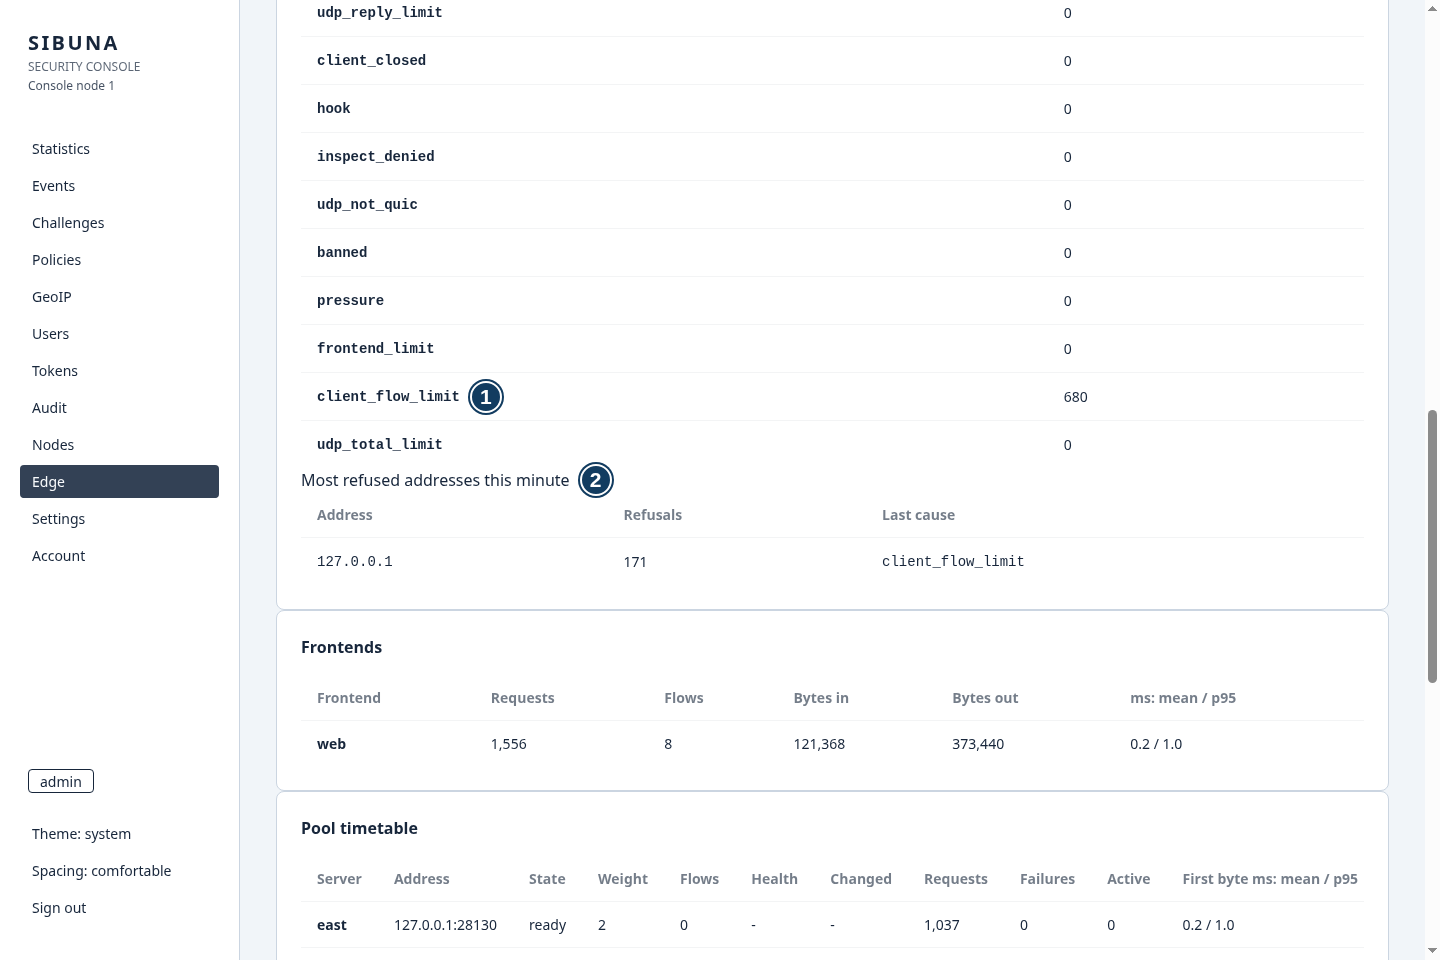 SIBUNA
SECURITY CONSOLE
Console node 1
Statistics
Events
Challenges
Policies
GeoIP
Users
Tokens
Audit
Nodes
Edge
Settings
Account
admin
Theme: system
Spacing: comfortable
Sign out
udp_reply_limit 0
client_closed 0
hook 0
inspect_denied 0
udp_not_quic 0
banned 0
pressure 0
frontend_limit 0
client_flow_limit 1 680
udp_total_limit 0
Most refused addresses this minute 2
Address Refusals Last cause
127.0.0.1 171 client_flow_limit
Frontends
Frontend Requests Flows Bytes in Bytes out ms: mean / p95
web 1,556 8 121,368 373,440 0.2 / 1.0
Pool timetable
Server Address State Weight Flows Health Changed Requests Failures Active First byte ms: mean / p95
east 127.0.0.1:28130 ready 2 0 - - 1,037 0 0 0.2 / 1.0